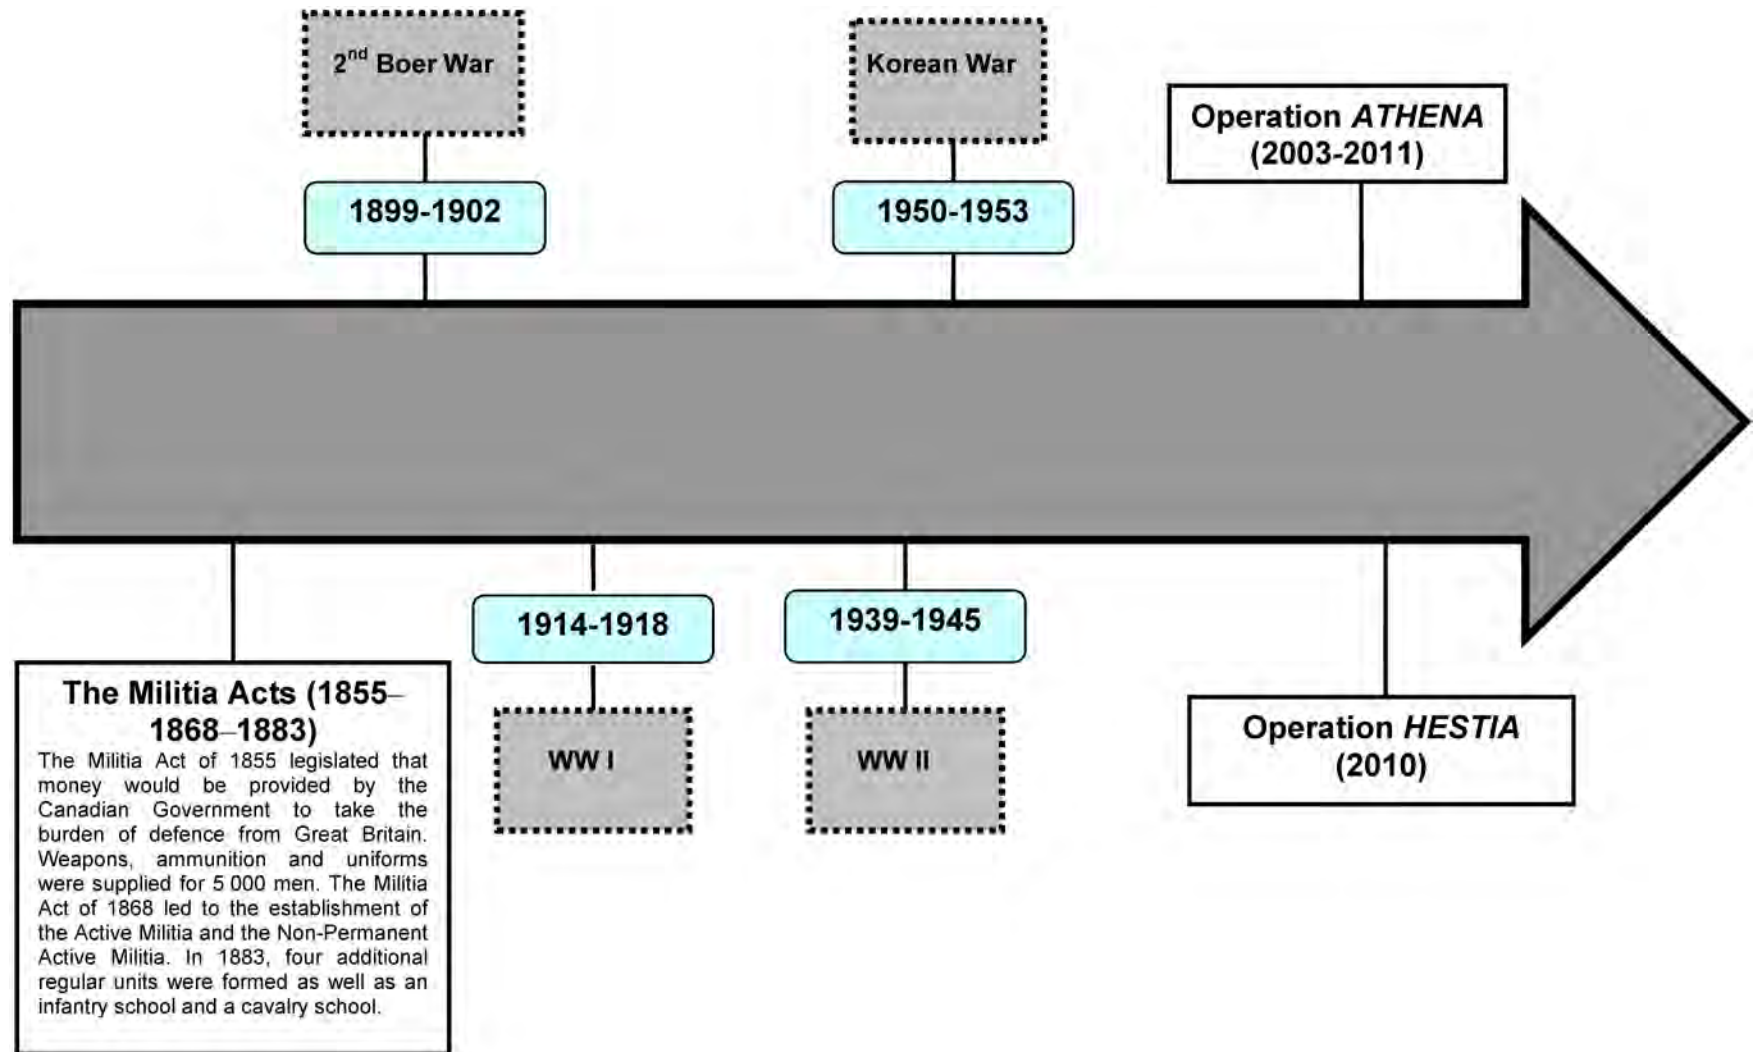 2nd Boer War
Korean War
Operation ATHENA
(2003-2011)
1899-1902
1950-1953
1914-1918
1939-1945
The Militia Acts (1855–
1868–1883)
The Militia Act of 1855 legislated that
money would be provided by the
Canadian Government to take the
burden of defence from Great Britain.
Weapons, ammunition and uniforms
were supplied for 5 000 men. The Militia
Act of 1868 led to the establishment of
the Active Militia and the Non-Permanent
Active Militia. In 1883, four additional
regular units were formed as well as an
infantry school and a cavalry school.
WW I
WW II
Operation HESTIA
(2010)